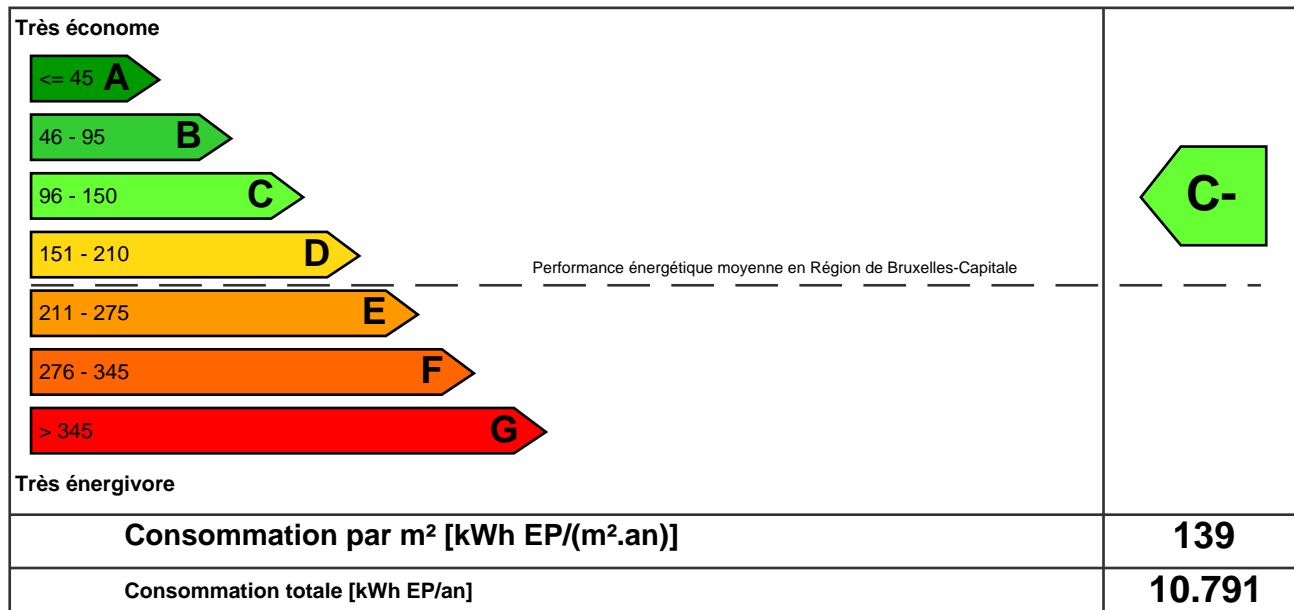 Très économe
<= 45 A
46 - 95 B
96 - 150 C
C-
151 - 210 D
Performance énergétique moyenne en Région de Bruxelles-Capitale
211 - 275 E
276 - 345 F
> 345 G
Très énergivore
Consommation par m² [kWh EP/(m².an)] 139
Consommation totale [kWh EP/an] 10.791